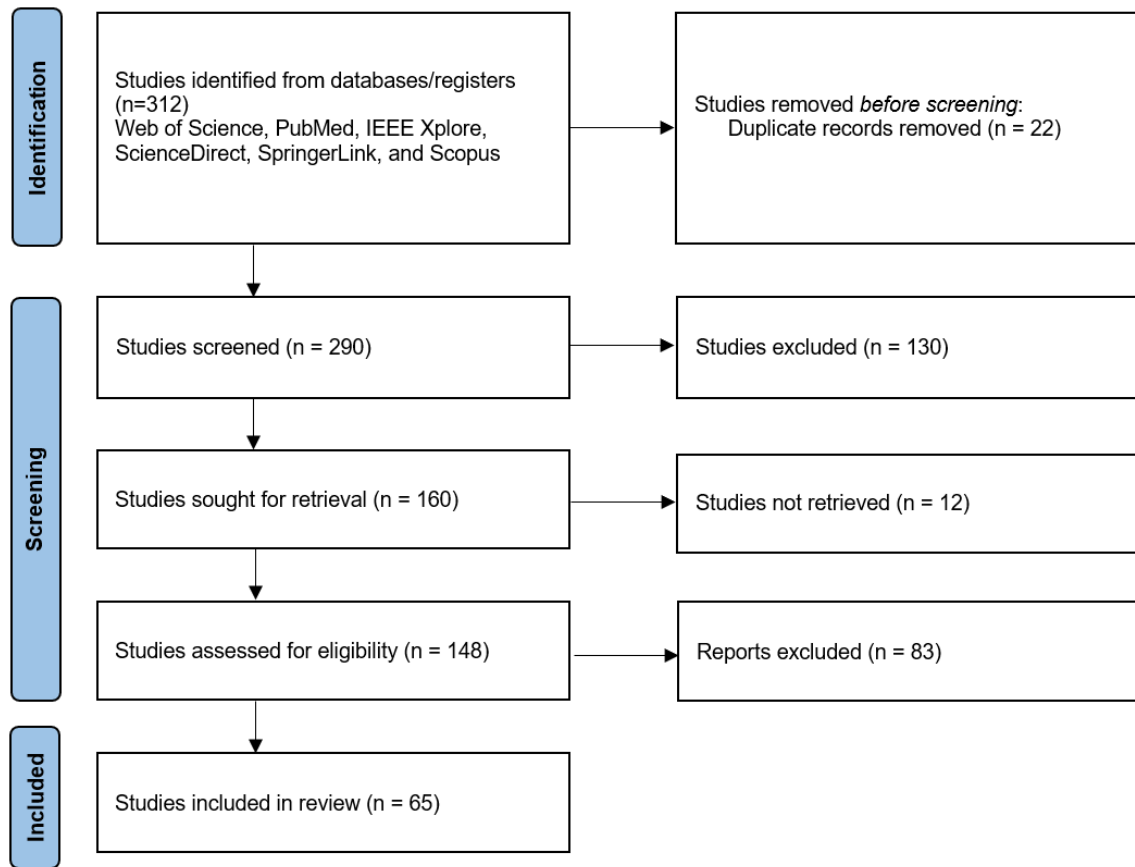 Identification
Studies identified from databases/registers
(n=312)
Web of Science, PubMed, IEEE Xplore,
ScienceDirect, SpringerLink, and Scopus
Studies removed before screening:
Duplicate records removed (n = 22)
Screening
Studies screened (n = 290)
Studies excluded (n = 130)
Studies sought for retrieval (n = 160)
Studies not retrieved (n = 12)
Studies assessed for eligibility (n = 148)
Reports excluded (n = 83)
Included
Studies included in review (n = 65)